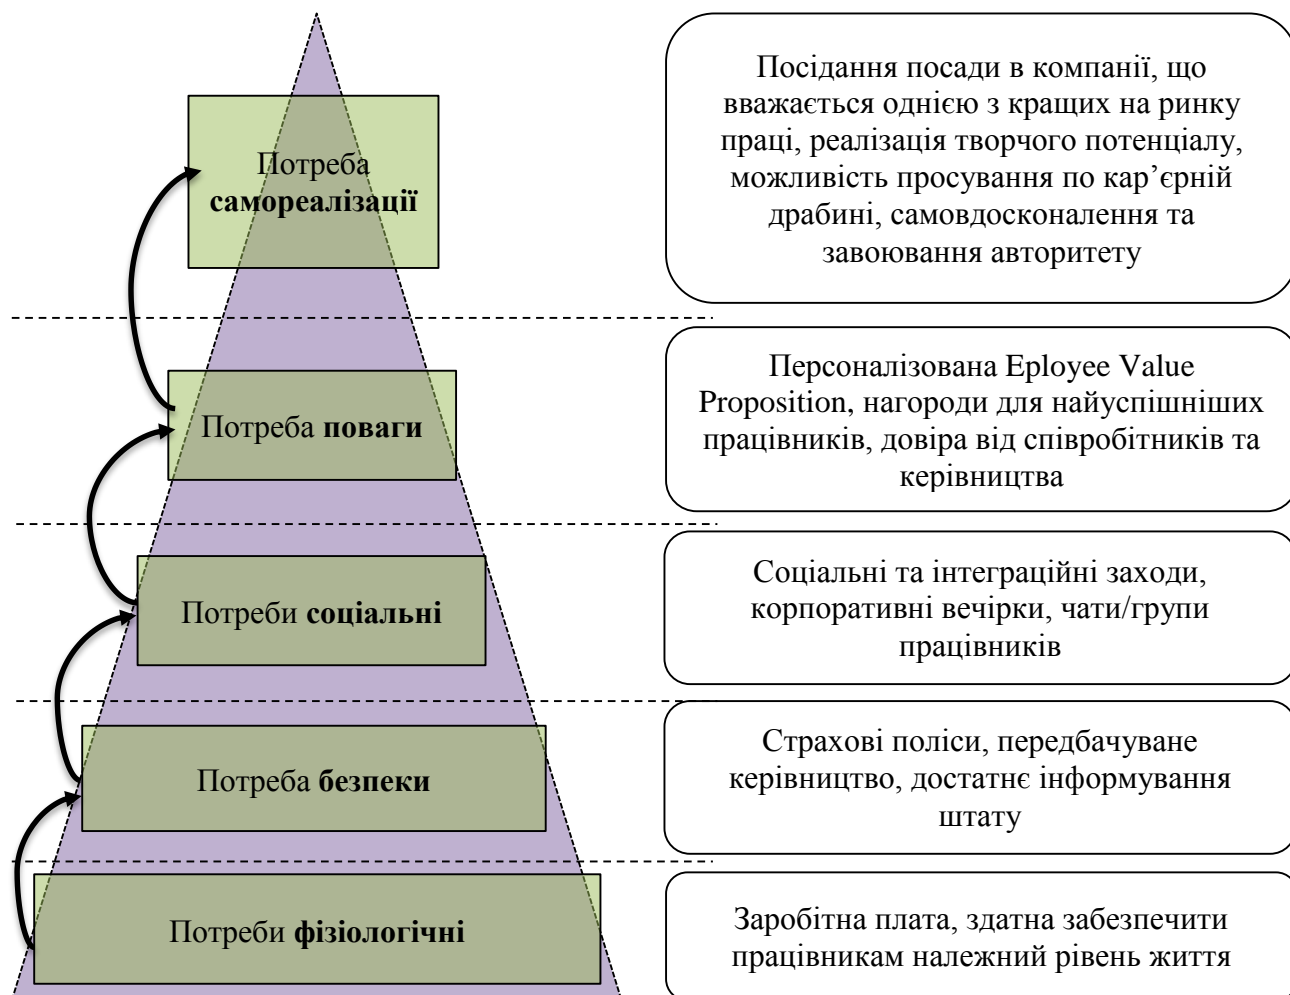 Потреба
самореалізації
Посідання посади в компанії, що
вважається однією з кращих на ринку
праці, реалізація творчого потенціалу,
можливість просування по кар’єрній
драбині, самовдосконалення та
завоювання авторитету
Потреба поваги
Персоналізована Eployee Value
Proposition, нагороди для найуспішніших
працівників, довіра від співробітників та
керівництва
Потреби соціальні
Соціальні та інтеграційні заходи,
корпоративні вечірки, чати/групи
працівників
Потреба безпеки
Страхові поліси, передбачуване
керівництво, достатнє інформування
штату
Потреби фізіологічні
Заробітна плата, здатна забезпечити
працівникам належний рівень життя